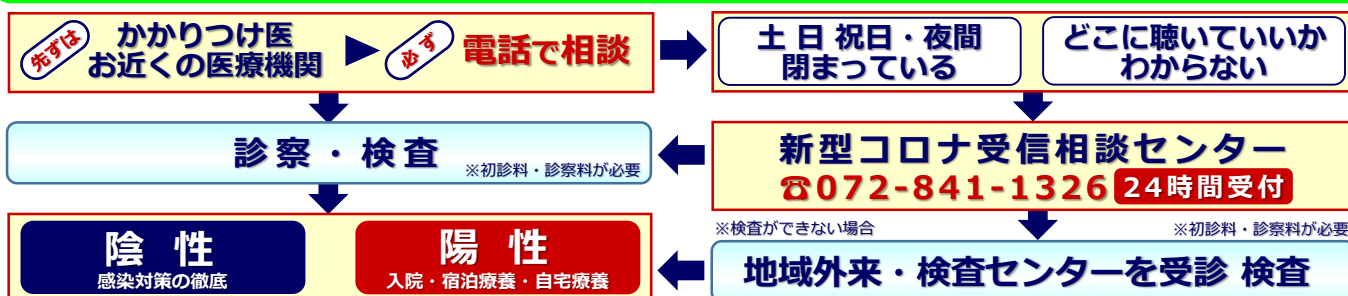 先ずは
かかりつけ医
お近くの医療機関
必ず
電話で相談
土 日 祝日・夜間
閉まっている
どこに聴いていいか
わからない
診察・検査
※初診料・診察料が必要
新型コロナ受信相談センター
☎072-841-1326 24時間受付
陰 性
感染対策の徹底
陽 性
入院・宿泊療養・自宅療養
※検査ができない場合
※初診料・診察料が必要
地域外来・検査センターを受診 検査